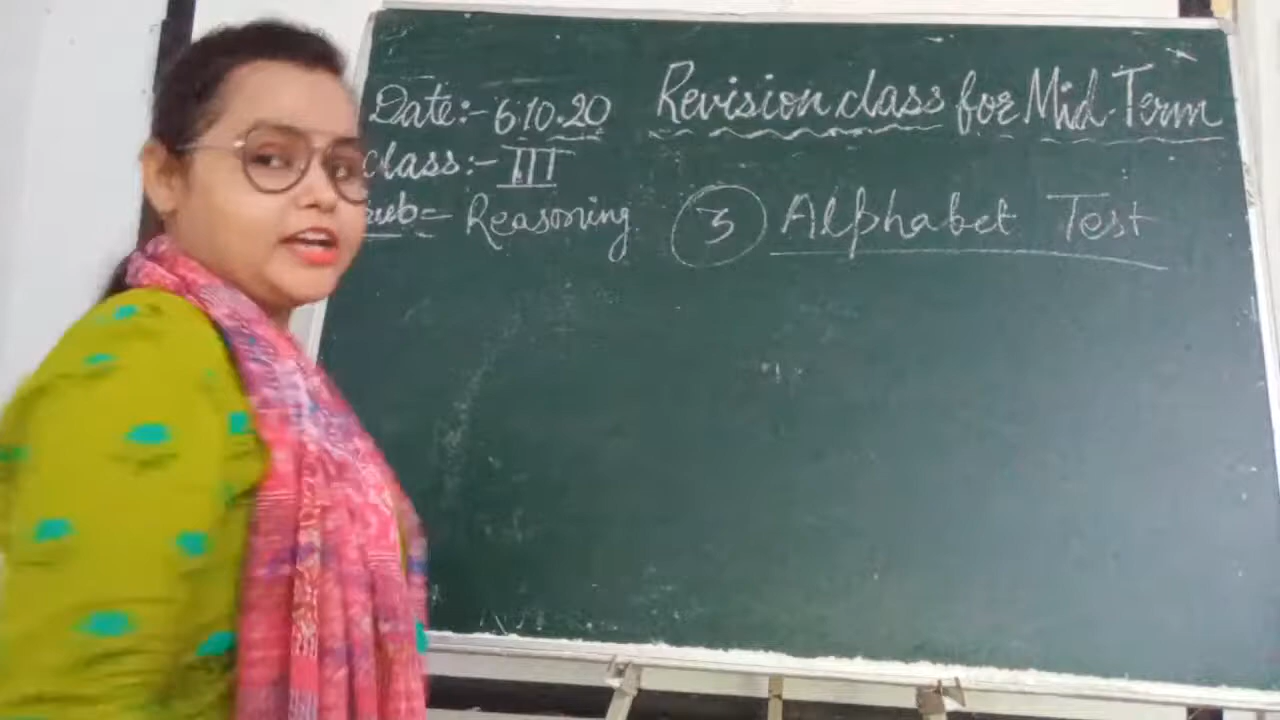 Date:- 6.10.20
Revision class for Mid-Term
class:- III
sub:- Reasoning
3 Alphabet Test